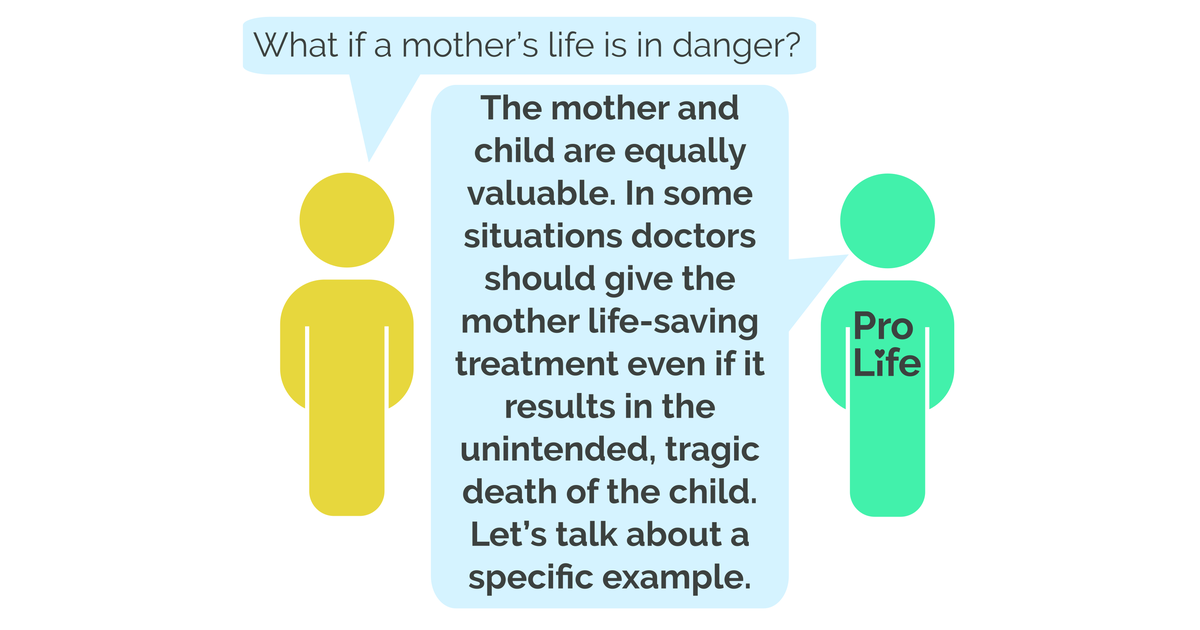 What if a mother’s life is in danger?
The mother and
child are equally
valuable. In some
situations doctors
should give the
mother life-saving
treatment even if it
results in the
unintended, tragic
death of the child.
Let’s talk about a
specific example.
Pro
Life